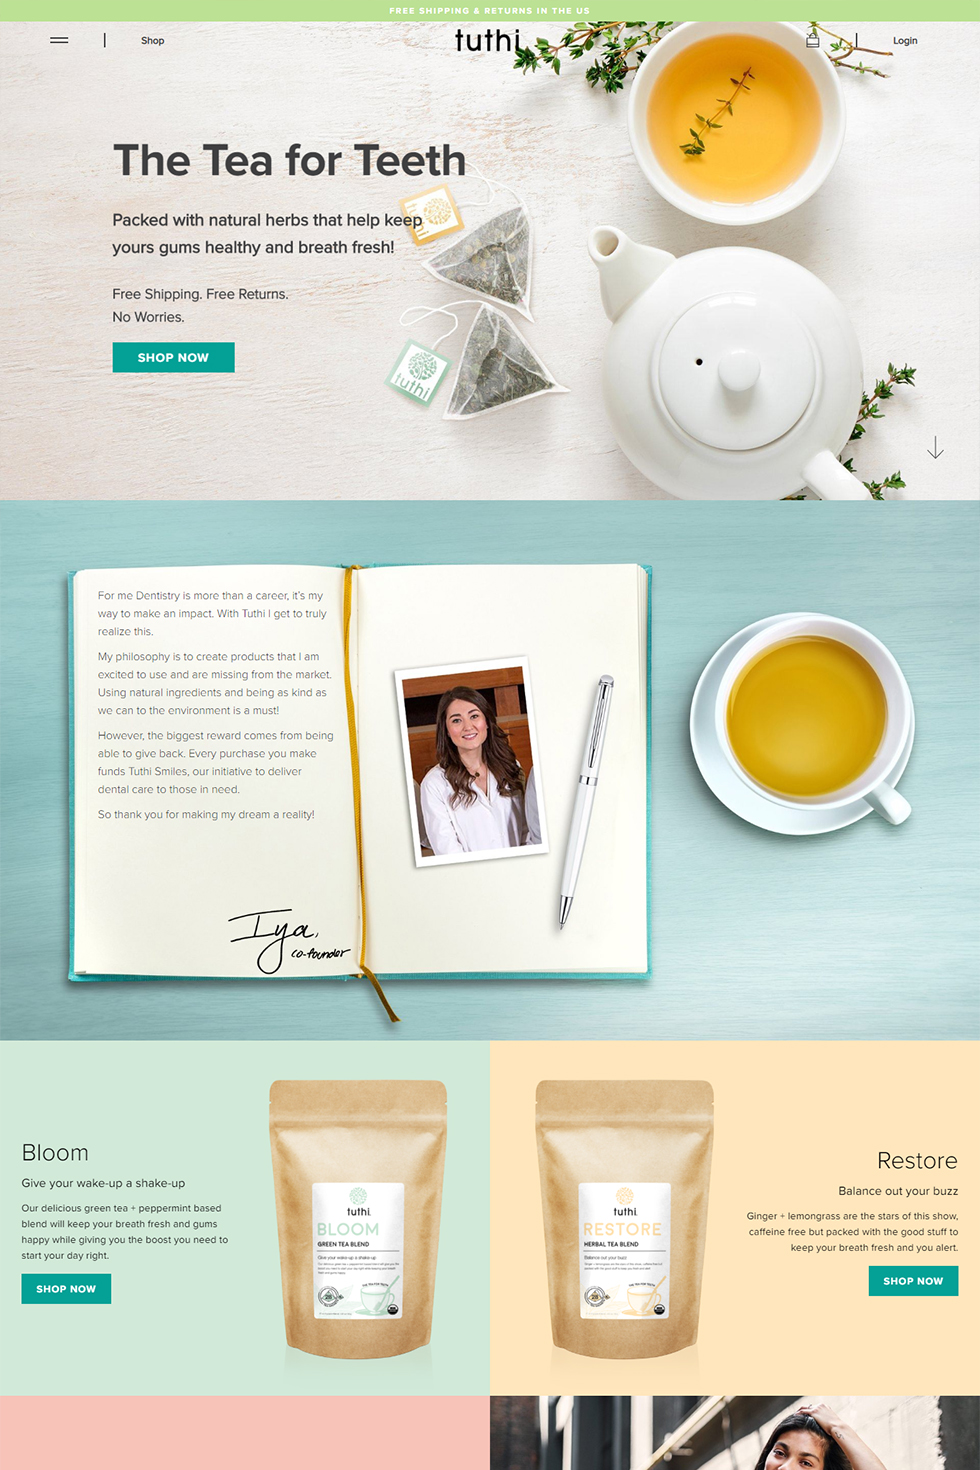 FREE SHIPPING & RETURNS IN THE US
Shop
tuthi
Login
The Tea for Teeth
Packed with natural herbs that help keep
yours gums healthy and breath fresh!
Free Shipping. Free Returns.
No Worries.
SHOP NOW
tuthi
For me Dentistry is more than a career, it's my
way to make an impact. With Tuthi I get to truly
realize this.
My philosophy is to create products that I am
excited to use and are missing from the market.
Using natural ingredients and being as kind as
we can to the environment is a must!
However, the biggest reward comes from being
able to give back. Every purchase you make
funds Tuthi Smiles, our initiative to deliver
dental care to those in need.
So thank you for making my dream a reality!
Iya,
co-founder
Bloom
Give your wake-up a shake-up
Our delicious green tea + peppermint based
blend will keep your breath fresh and gums
happy while giving you the boost you need to
start your day right.
SHOP NOW
tuthi
BLOOM
GREEN TEA BLEND
Give your wake up a shake up
tuthi
RESTORE
HERBAL TEA BLEND
Balance out your buzz
Restore
Balance out your buzz
Ginger + lemongrass are the stars of this show,
caffeine free but packed with the good stuff to
keep your breath fresh and you alert.
SHOP NOW